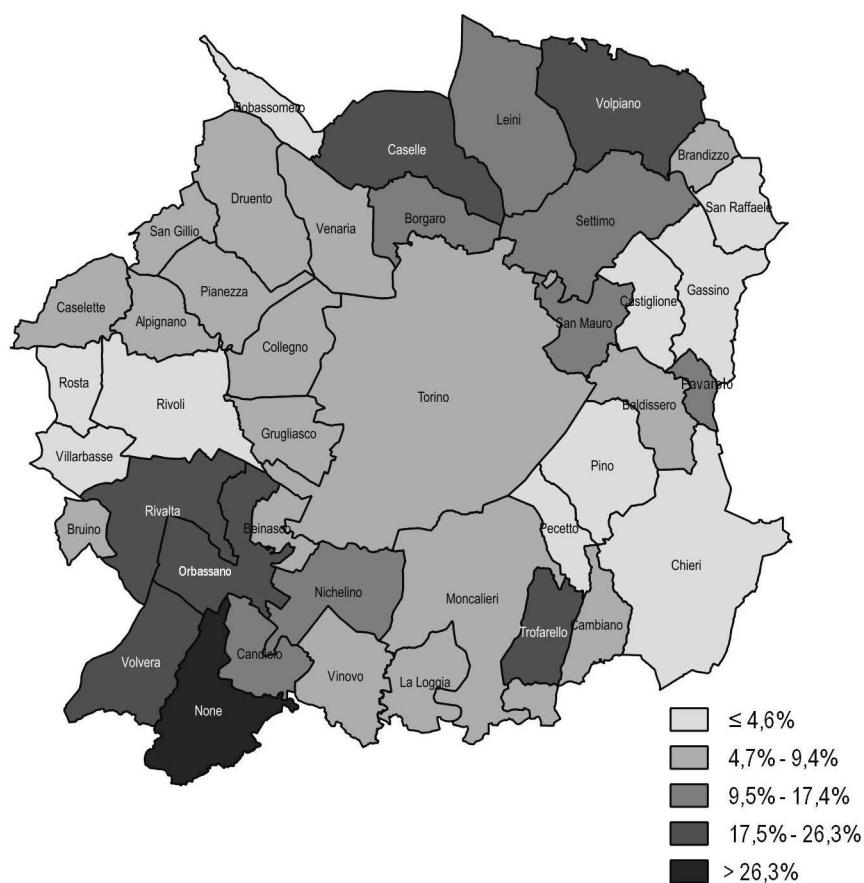 Robassomero
Leini
Volpiano
Caselle
Brandizzo
Druento
San Raffaele
Borgaro
Settimo
Venaria
San Gillio
Pianezza
Gassino
Caselette
Castiglione
Alpignano
San Mauro
Collegno
Rosta
Pavarolo
Torino
Rivoli
Baldissero
Grugliasco
Villarbasse
Pino
Rivalta
Bruino
Beinasco
Pecetto
Chieri
Orbassano
Nichelino
Moncalieri
Cambiano
Trofarello
Candiolo
Volvera
Vinovo
La Loggia
None
≤ 4,6%
4,7% - 9,4%
9,5% - 17,4%
17,5% - 26,3%
> 26,3%